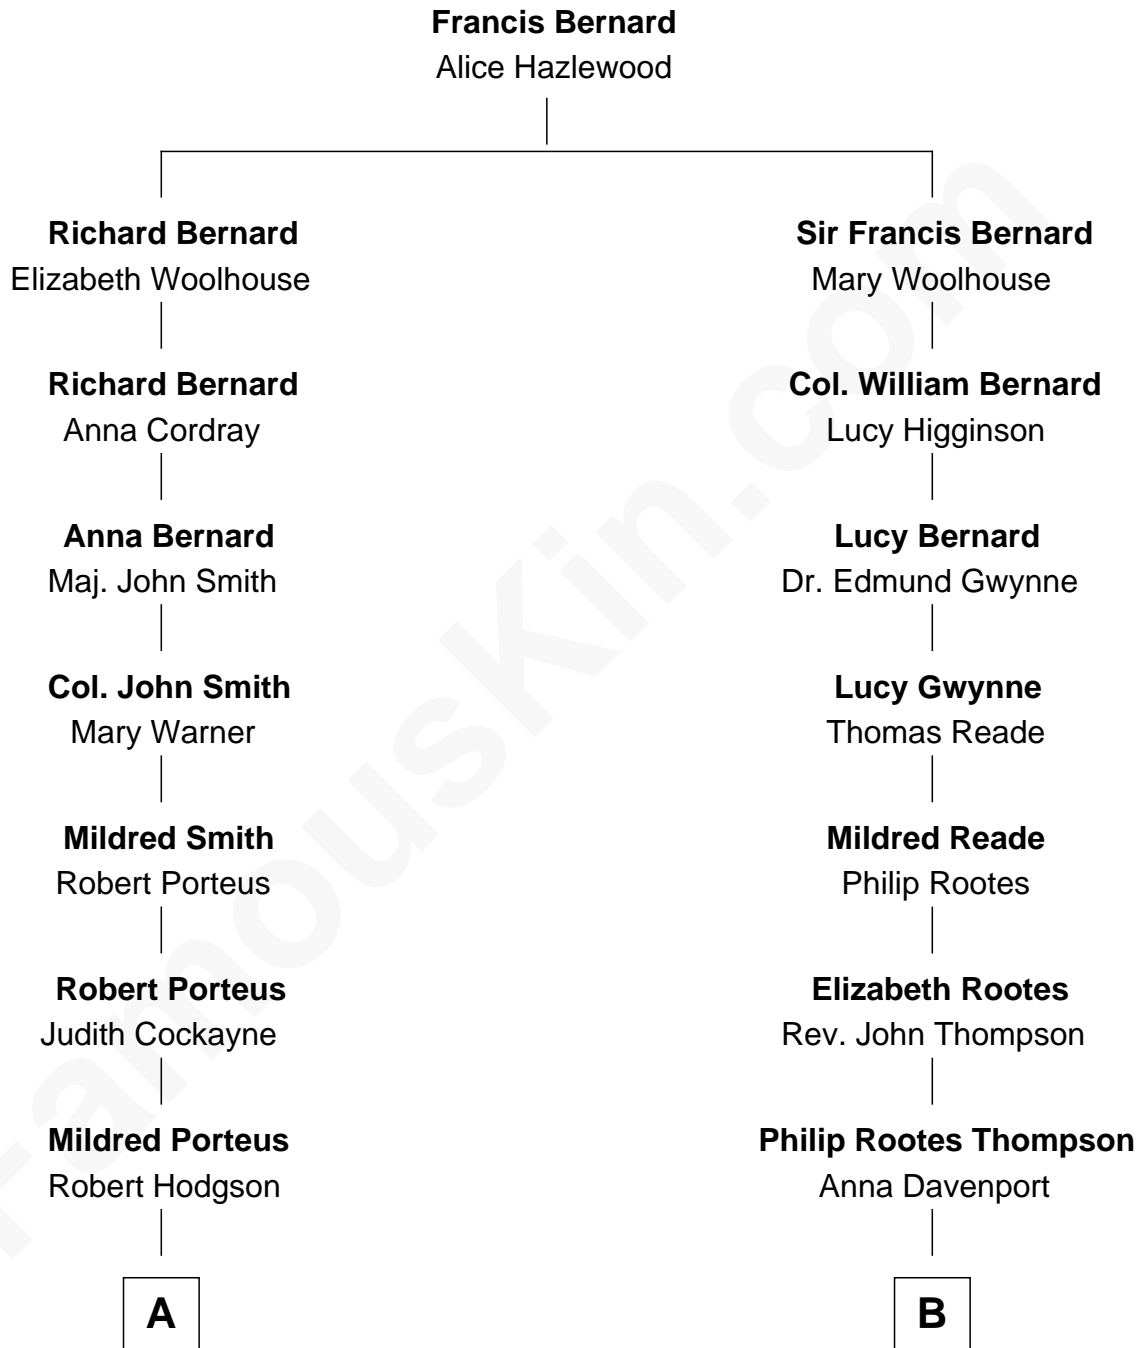 Francis Bernard
Alice Hazlewood
Richard Bernard
Elizabeth Woolhouse
Richard Bernard
Anna Cordray
Anna Bernard
Maj. John Smith
Col. John Smith
Mary Warner
Mildred Smith
Robert Porteus
Robert Porteus
Judith Cockayne
Mildred Porteus
Robert Hodgson
A
Sir Francis Bernard
Mary Woolhouse
Col. William Bernard
Lucy Higginson
Lucy Bernard
Dr. Edmund Gwynne
Lucy Gwynne
Thomas Reade
Mildred Reade
Philip Rootes
Elizabeth Rootes
Rev. John Thompson
Philip Rootes Thompson
Anna Davenport
B
FamousKin.com